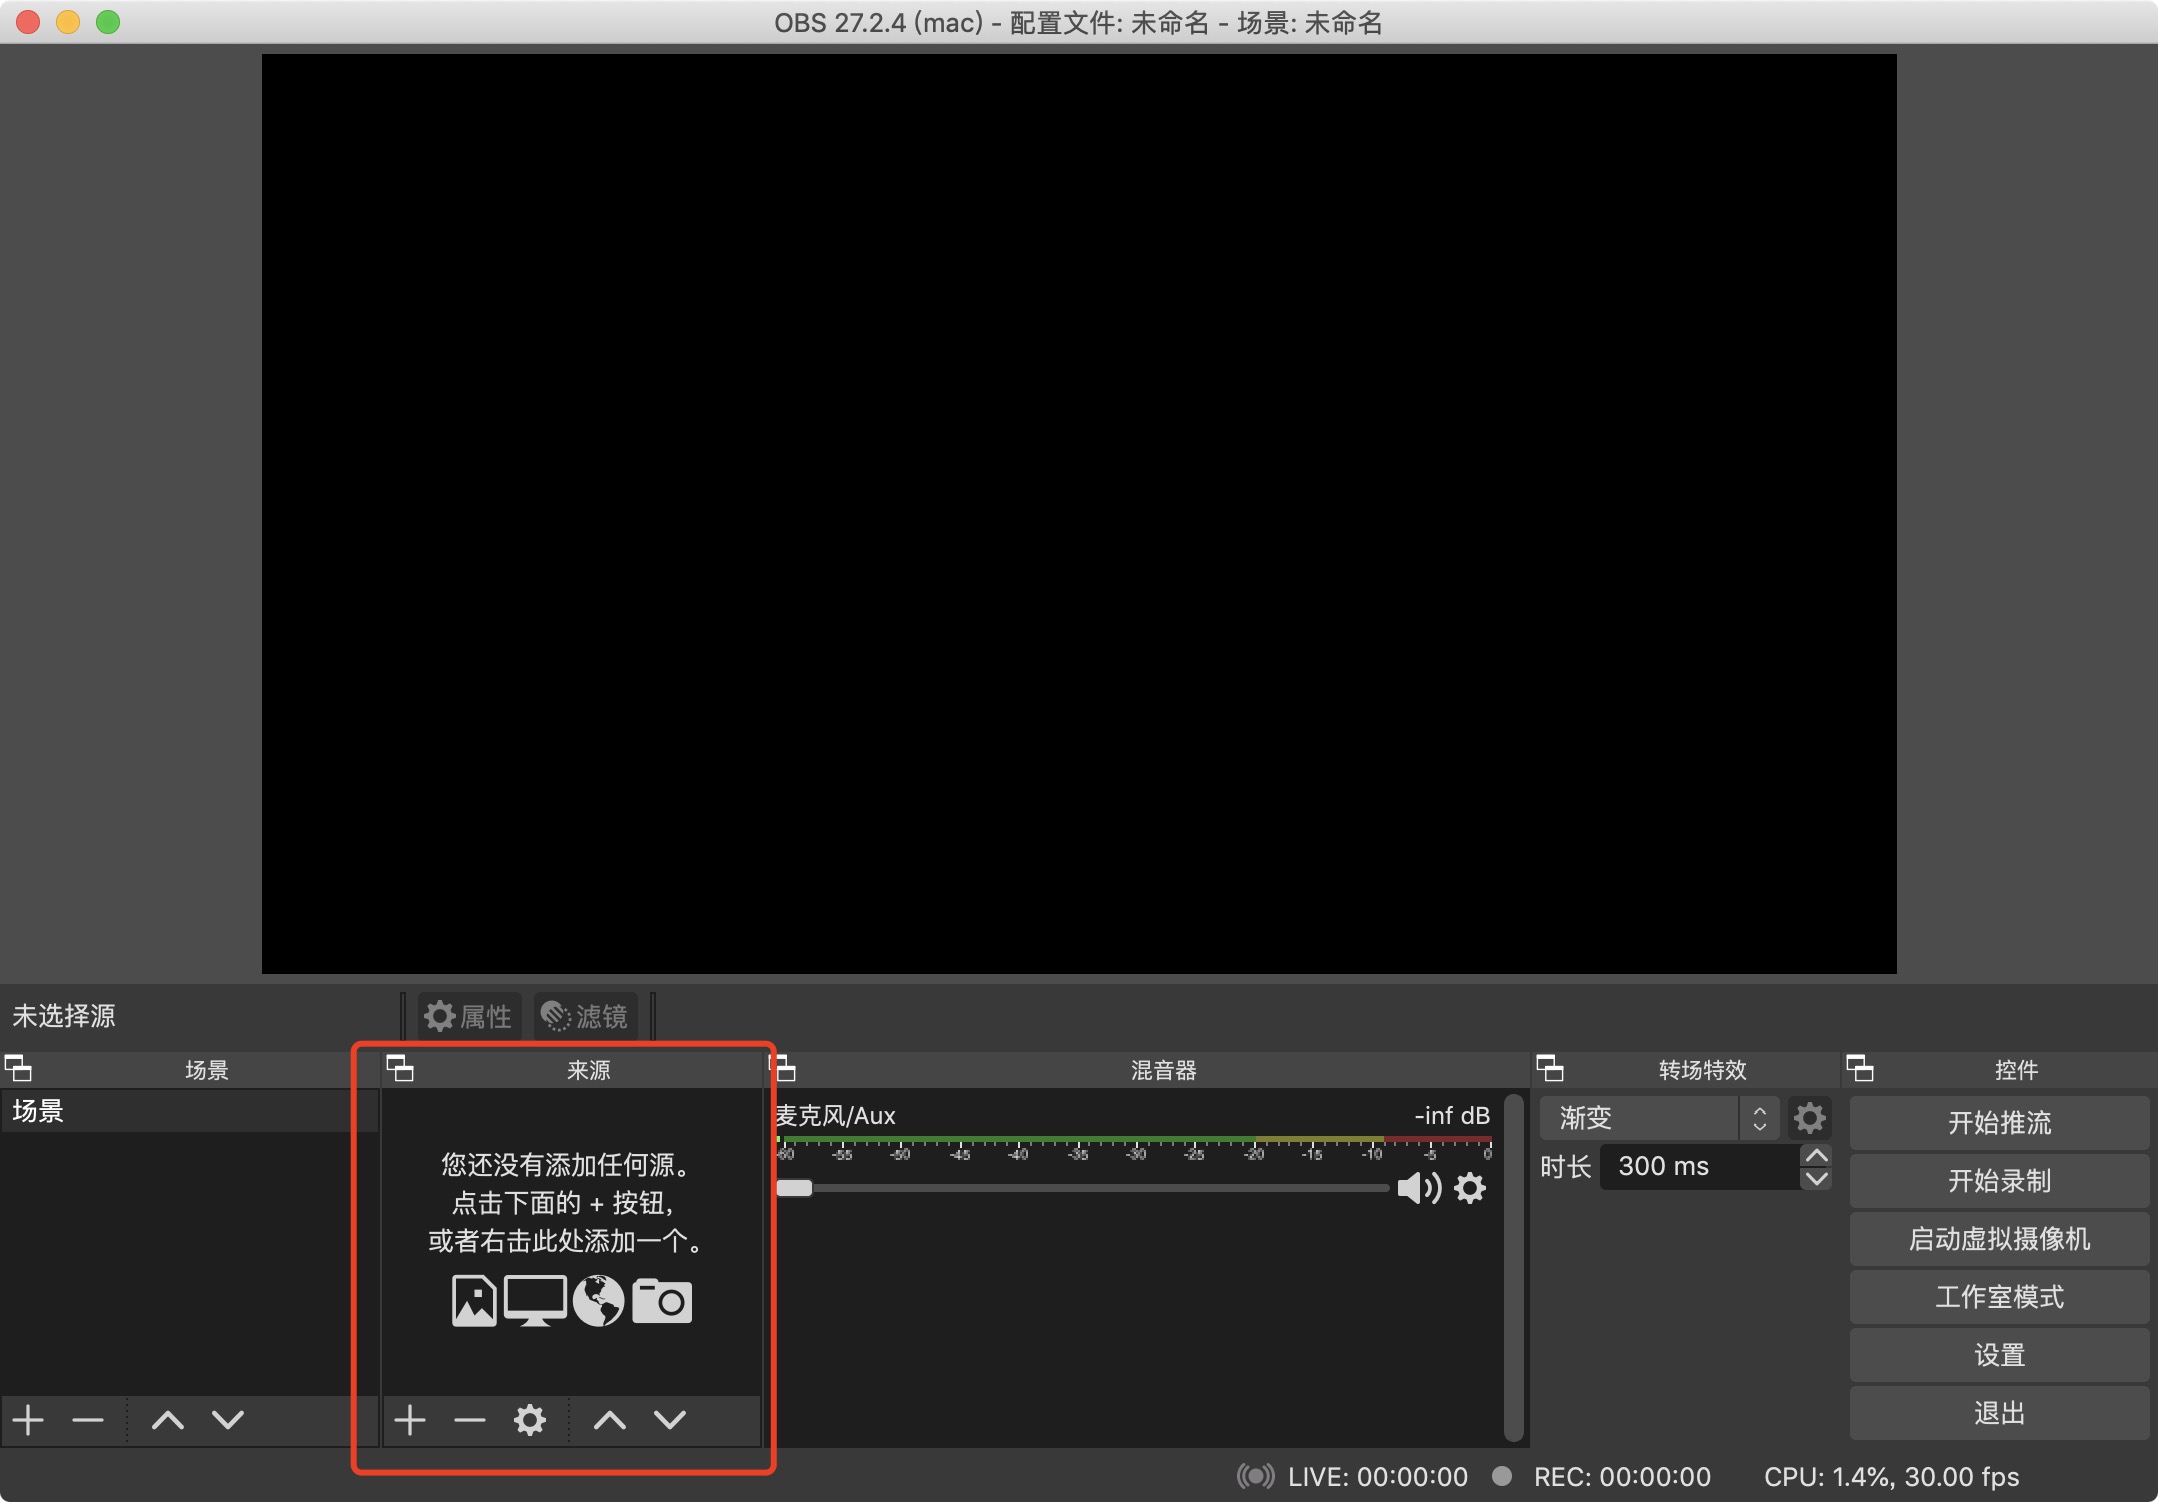 OBS 27.2.4 (mac) - 配置文件: 未命名 - 场景: 未命名
未选择源
属性
滤镜
场景
来源
混音器
转场特效
控件
场景
您还没有添加任何源。
点击下面的 + 按钮,
或者右击此处添加一个。
麦克风/Aux
-inf dB
-60 -55 -50 -45 -40 -35 -30 -25 -20 -15 -10 -5 0
渐变
时长
300 ms
开始推流
开始录制
启动虚拟摄像机
工作室模式
设置
退出
LIVE: 00:00:00
REC: 00:00:00
CPU: 1.4%, 30.00 fps